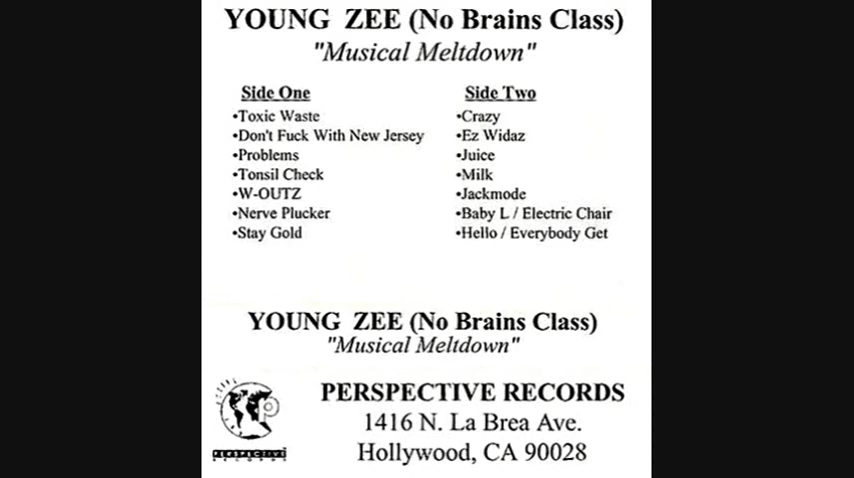 YOUNG ZEE (No Brains Class)
"Musical Meltdown"
Side One
•Toxic Waste
•Don't Fuck With New Jersey
•Problems
•Tonsil Check
•W-OUTZ
•Nerve Plucker
•Stay Gold
Side Two
•Crazy
•Ez Widaz
•Juice
•Milk
•Jackmode
•Baby L / Electric Chair
•Hello / Everybody Get
YOUNG ZEE (No Brains Class)
"Musical Meltdown"
PERSPECTIVE RECORDS
1416 N. La Brea Ave.
Hollywood, CA 90028
p
PERSPECTIVE
RECORDS